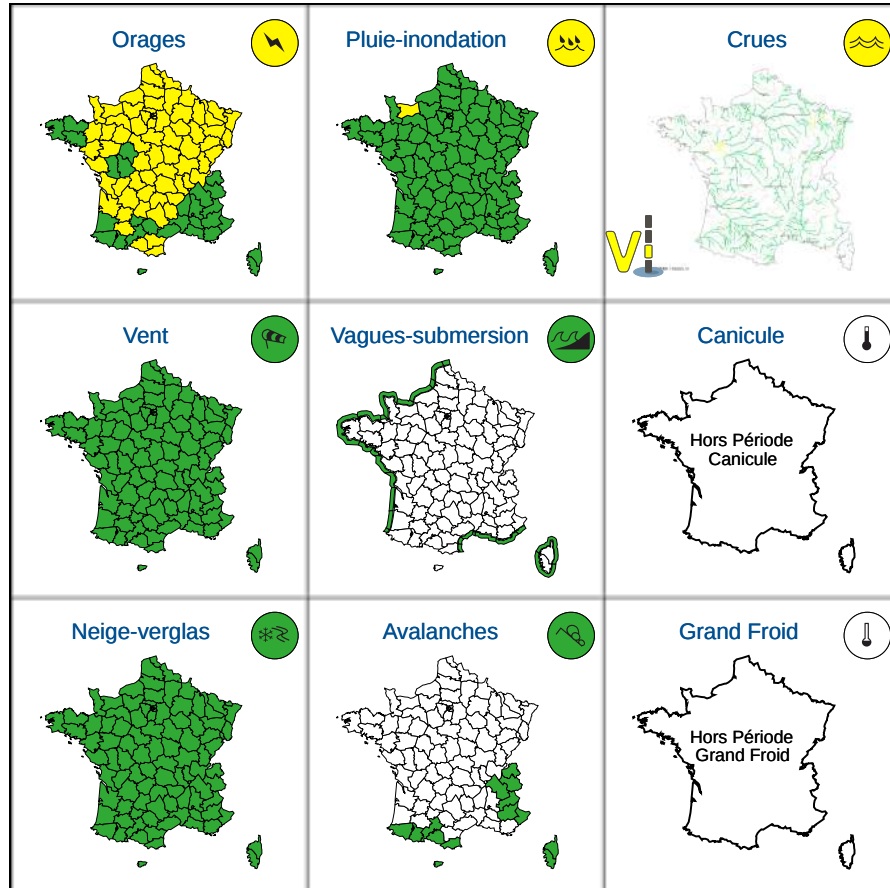 Orages
Pluie-inondation
Crues
Vi
Vent
Vagues-submersion
Canicule
Hors Période
Canicule
Neige-verglas
Avalanches
Grand Froid
Hors Période
Grand Froid